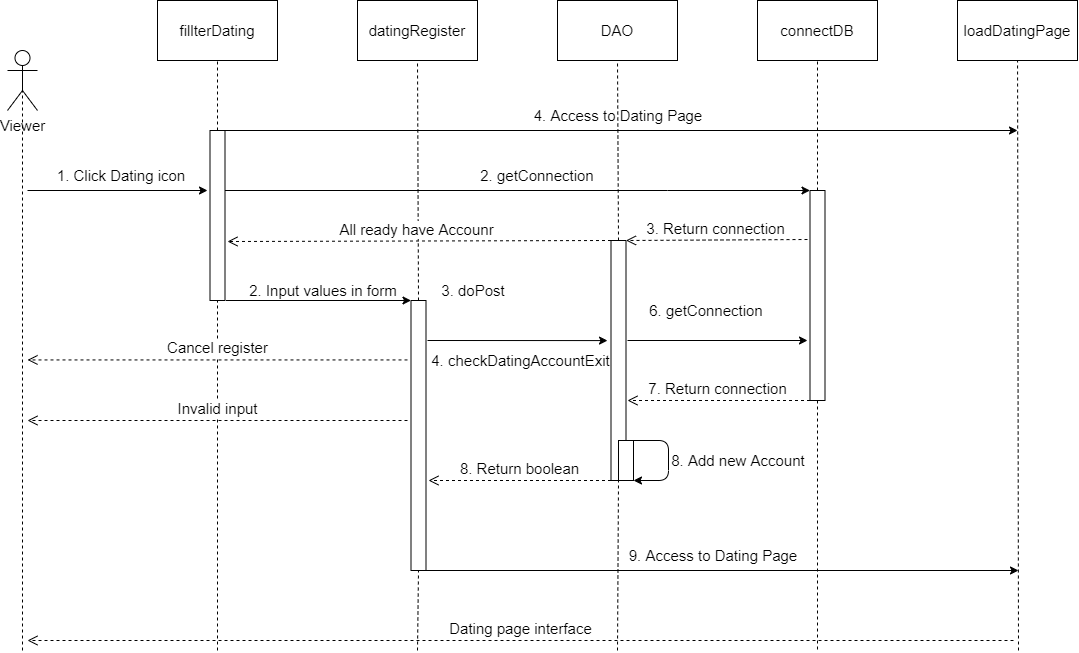 fillterDating
datingRegister
DAO
connectDB
loadDatingPage
Viewer
4. Access to Dating Page
1. Click Dating icon
2. getConnection
All ready have Accounr
3. Return connection
2. Input values in form
3. doPost
6. getConnection
Cancel register
4. checkDatingAccountExit
7. Return connection
Invalid input
8. Return boolean
8. Add new Account
9. Access to Dating Page
Dating page interface